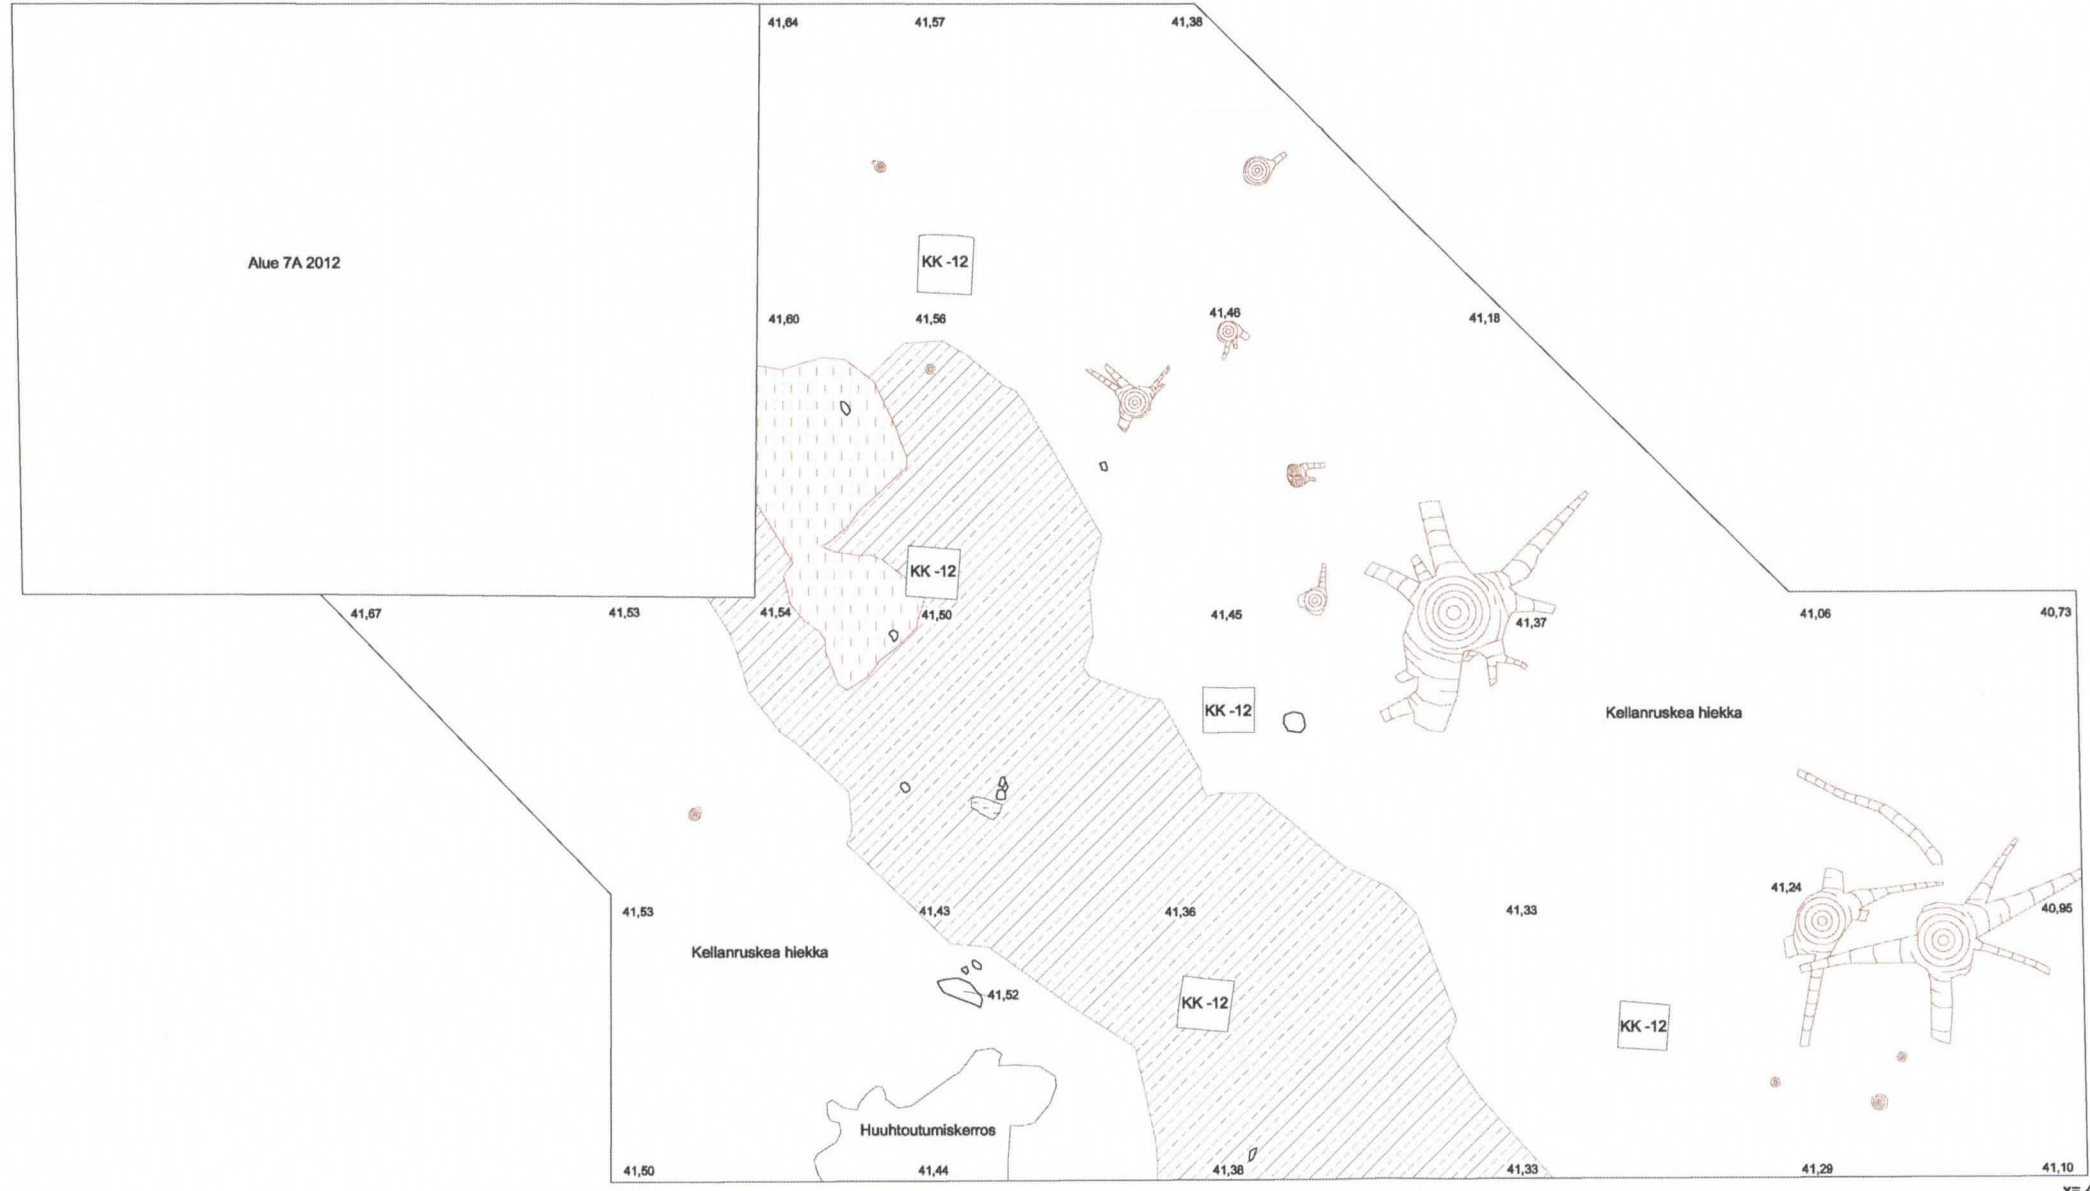 41,64 41,57 41,38
Alue 7A 2012
KK -12
41,60 41,56 41,46 41,18
KK -12
41,67 41,53 41,54 41,50 41,45 41,37 41,06 40,73
KK -12
Kellanruskea hiekka
41,24
41,53 41,43 41,36 41,33 40,95
Kellanruskea hiekka
41,52
KK -12
KK -12
Huuhtoutumiskerros
41,50 41,44 41,38 41,33 41,29 41,10